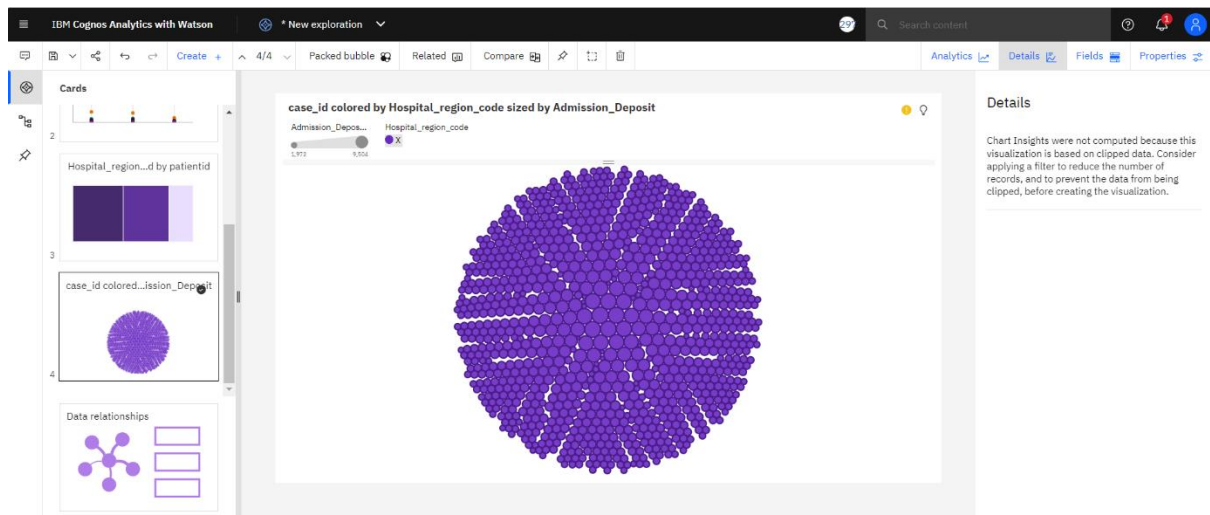 IBM Cognos Analytics with Watson
* New exploration
Search content
1
Create +
4/4
Packed bubble
Related
Compare
Analytics
Details
Fields
Properties
Cards
2
Hospital_region...d by patientid
3
case_id colored...ission_Deposit
4
Data relationships
case_id colored by Hospital_region_code sized by Admission_Deposit
Admission_Depos...
Hospital_region_code
X
1,973
Details
Chart Insights were not computed because this
visualization is based on clipped data. Consider
applying a filter to reduce the number of
records, and to prevent the data from being
clipped, before creating the visualization.